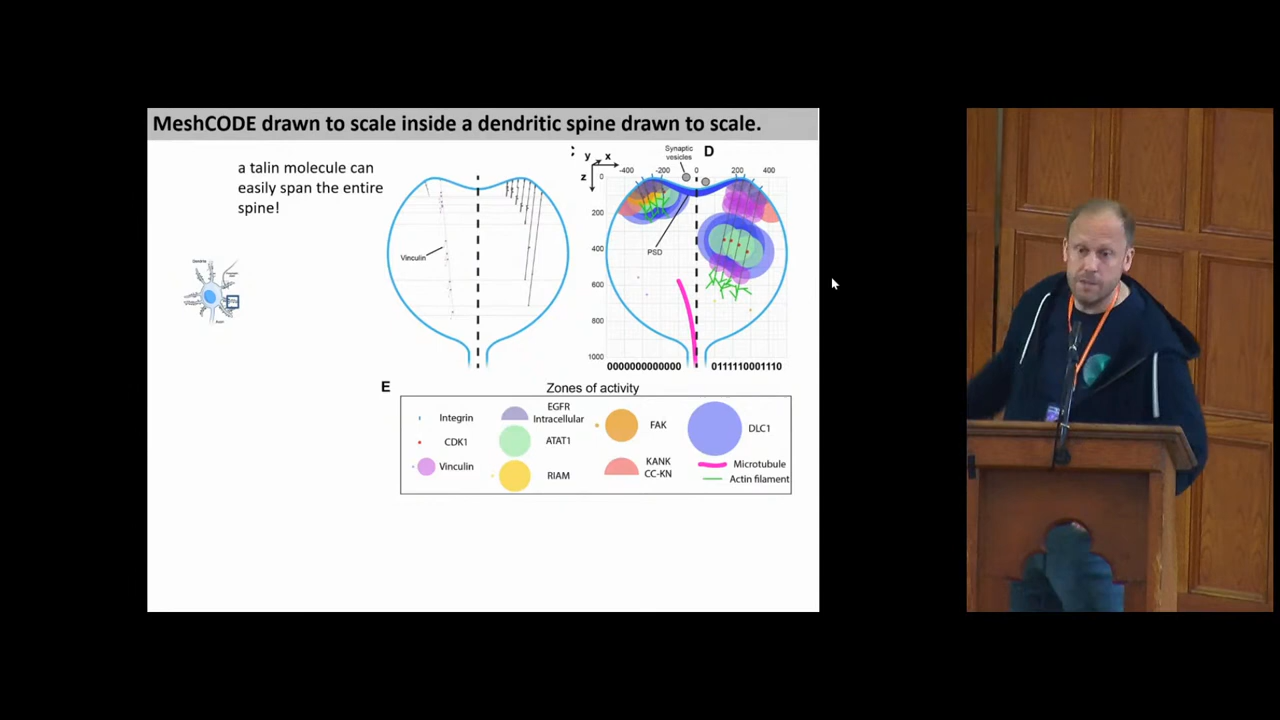 MeshCODE drawn to scale inside a dendritic spine drawn to scale.
a talin molecule can
easily span the entire
spine!
Dendrite
Axon
Vinculin
y
x
z
Synaptic
vesicles
D
-400
-200
0
200
400
0
200
400
600
800
1000
PSD
0000000000000
0111110001110
E
Zones of activity
Integrin
CDK1
Vinculin
EGFR
Intracellular
ATAT1
RIAM
FAK
KANK
CC-KN
DLC1
Microtubule
Actin filament